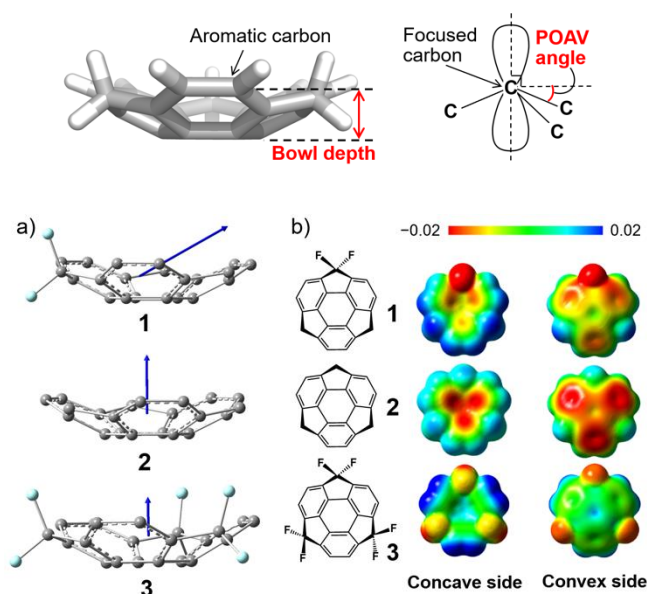 Aromatic carbon
Bowl depth
Focused
carbon
POAV
angle
C
C
C
C
a)
1
2
3
b)
−0.02
0.02
F
F
1
2
F
F
F
F
F
F
3
Concave side
Convex side